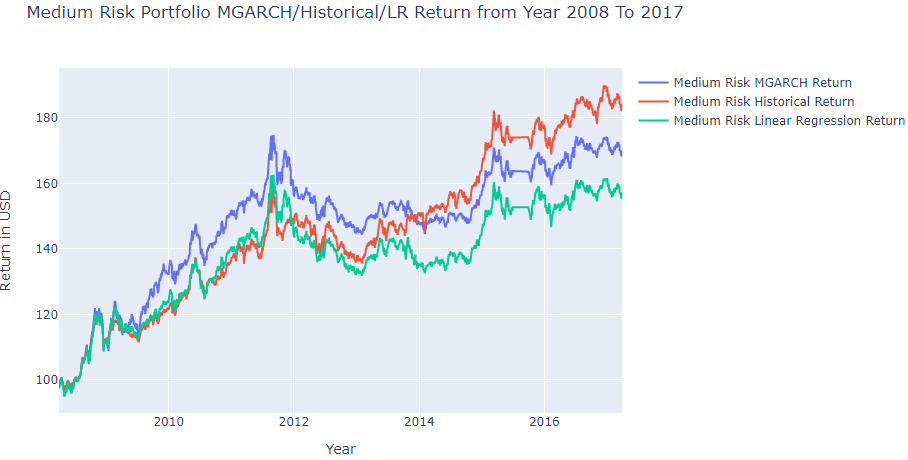 Medium Risk Portfolio MGARCH/Historical/LR Return from Year 2008 To 2017
Medium Risk MGARCH Return
Medium Risk Historical Return
Medium Risk Linear Regression Return
Return in USD
180
160
140
120
100
2010
2012
2014
2016
Year